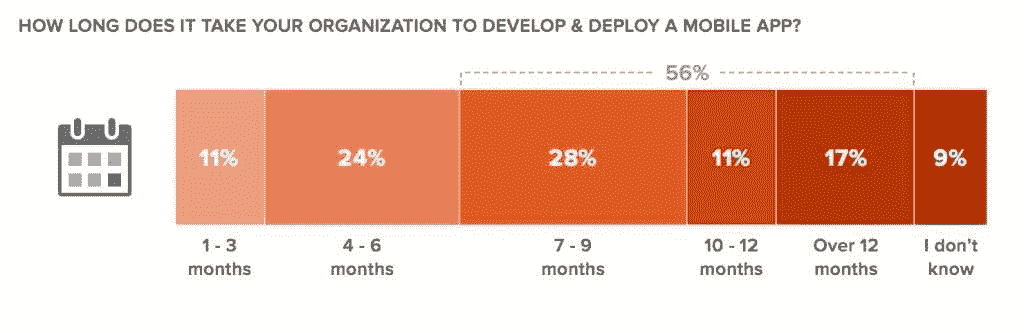 HOW LONG DOES IT TAKE YOUR ORGANIZATION TO DEVELOP & DEPLOY A MOBILE APP?
56%
11% 24% 28% 11% 17% 9%
1 - 3 4 - 6 7 - 9 10 - 12 Over 12 I don't
months months months months months know